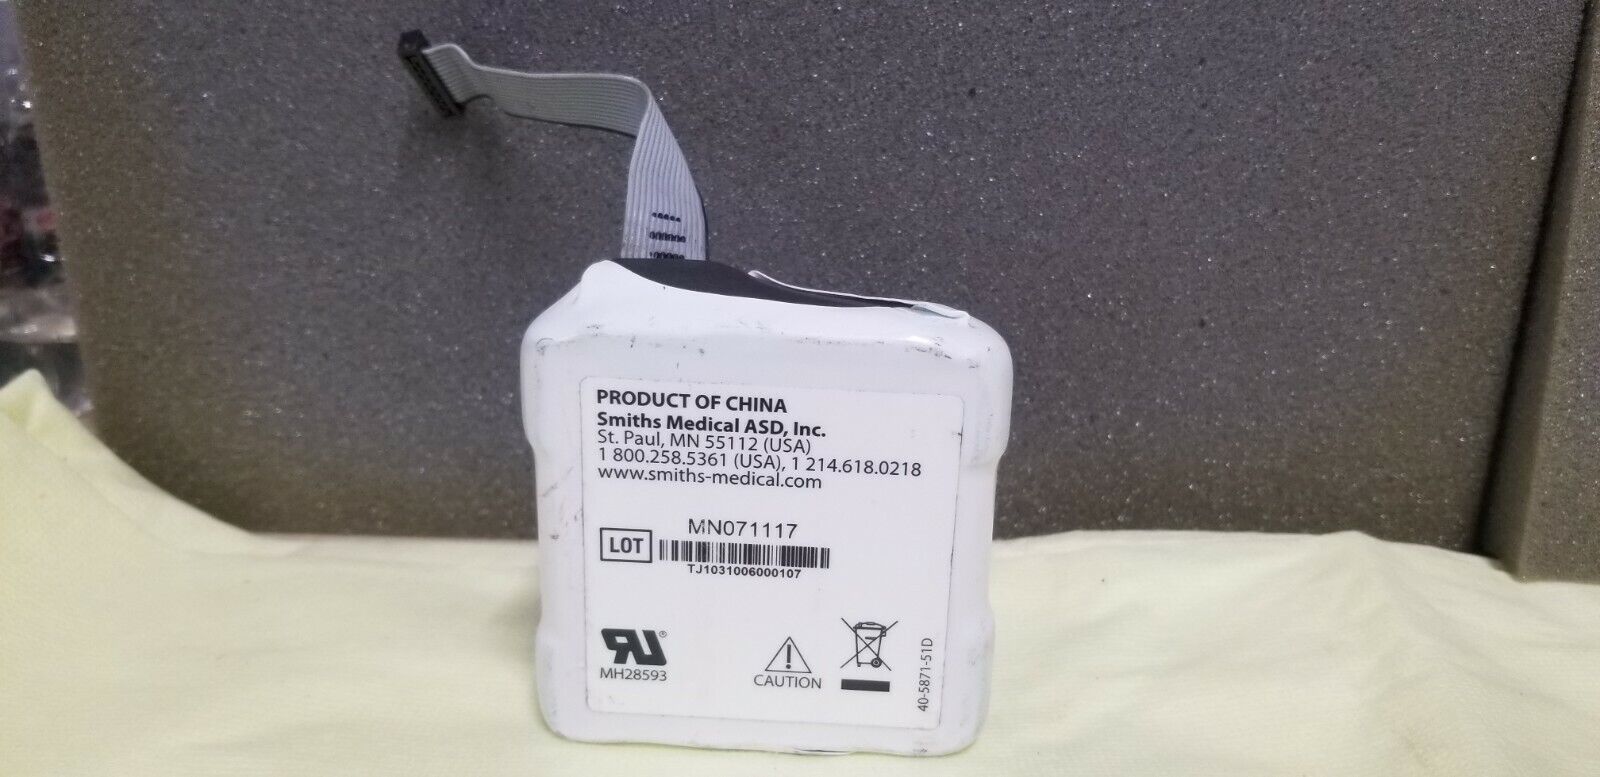 PRODUCT OF CHINA
Smiths Medical ASD, Inc.
St. Paul, MN 55112 (USA)
1 800.258.5361 (USA), 1 214.618.0218
www.smiths-medical.com
MN071117
LOT
TJ1031006000107
MH28593
CAUTION
40-5871-51D